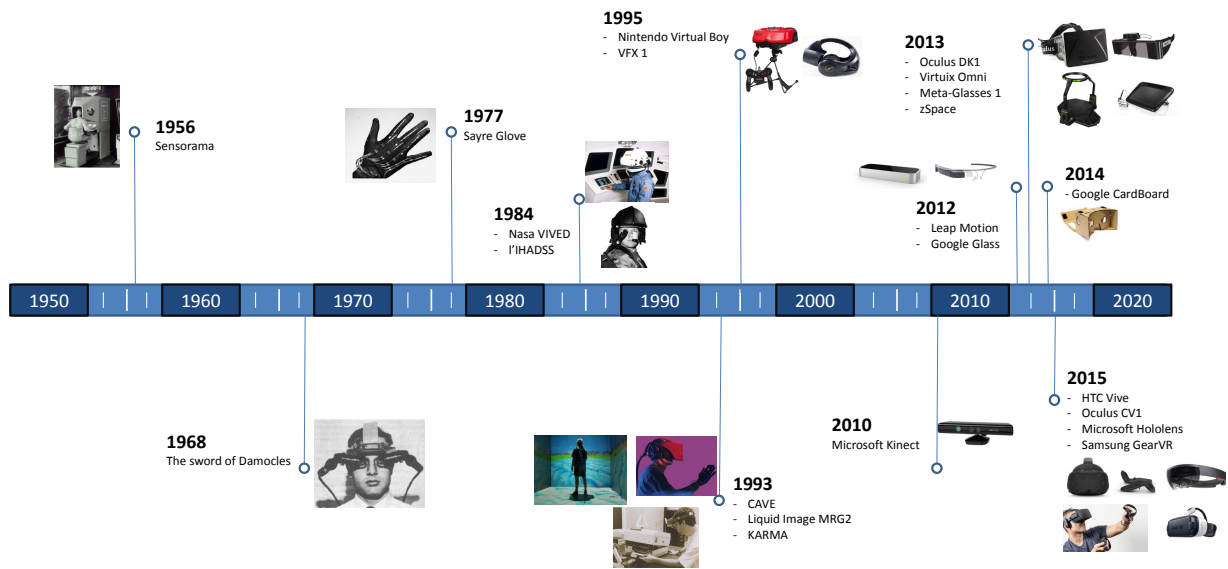 1995
- Nintendo Virtual Boy
- VFX 1
2013
- Oculus DK1
- Virtuix Omni
- Meta-Glasses 1
- zSpace
1956
Sensorama
1977
Sayre Glove
1984
- Nasa VIVED
- l'IHADSS
2012
- Leap Motion
- Google Glass
2014
- Google CardBoard
1950
1960
1970
1980
1990
2000
2010
2020
1968
The sword of Damocles
1993
- CAVE
- Liquid Image MRG2
- KARMA
2010
Microsoft Kinect
2015
- HTC Vive
- Oculus CV1
- Microsoft Hololens
- Samsung GearVR